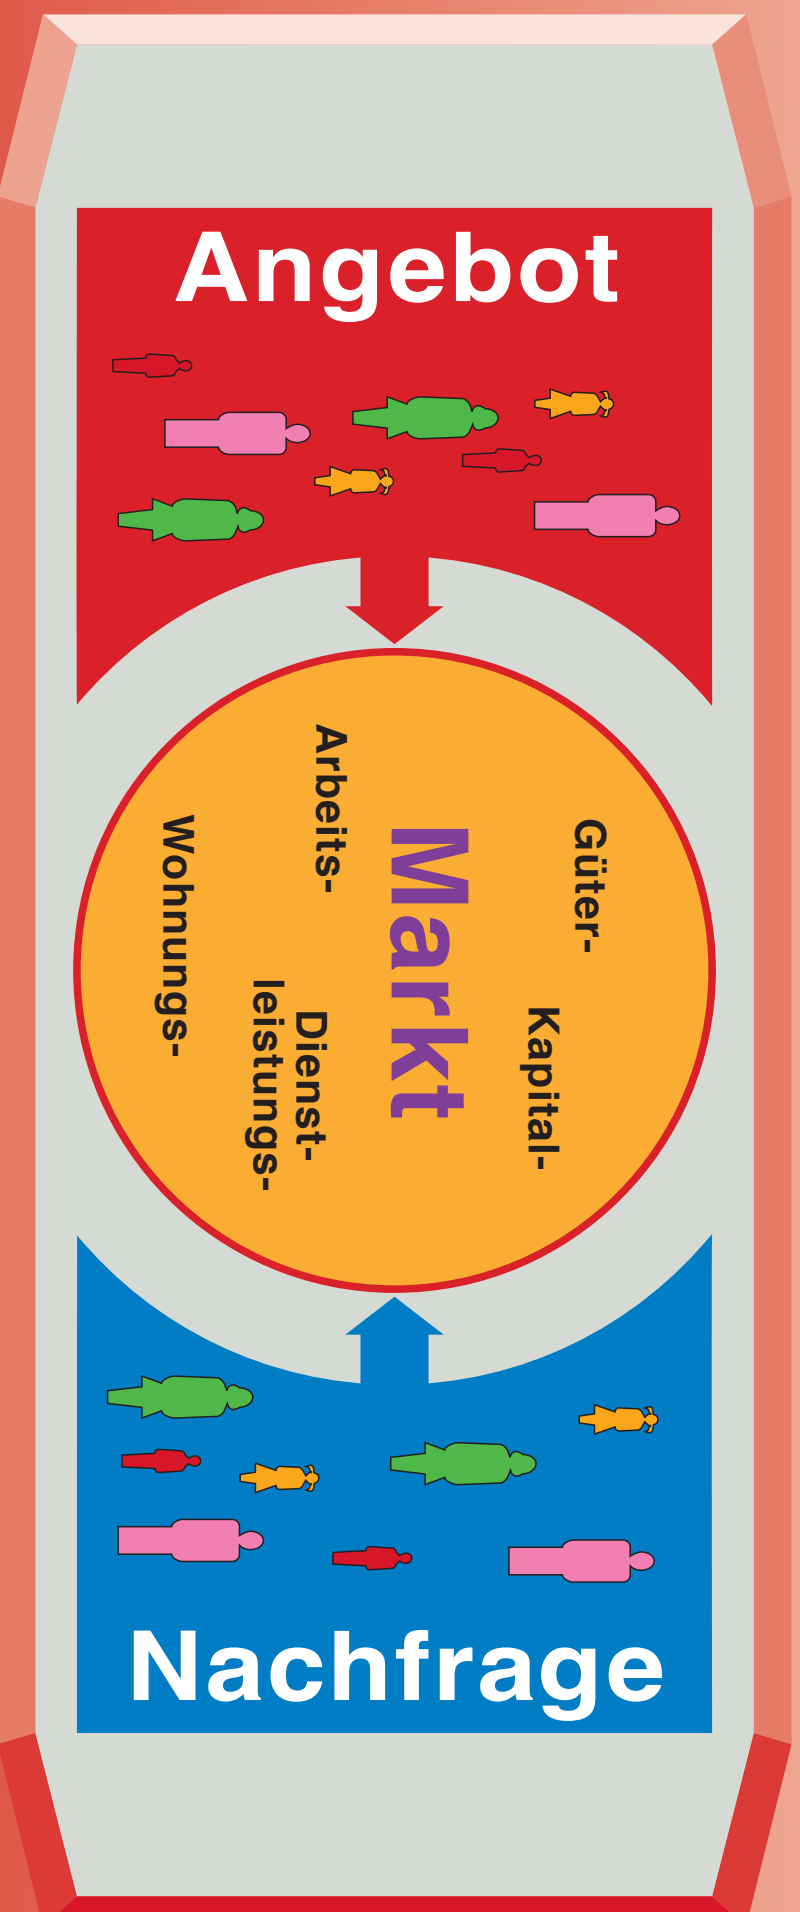 Angebot
Güter-
Kapital-
Markt
Arbeits-
Dienst-
leistungs-
Wohnungs-
Nachfrage